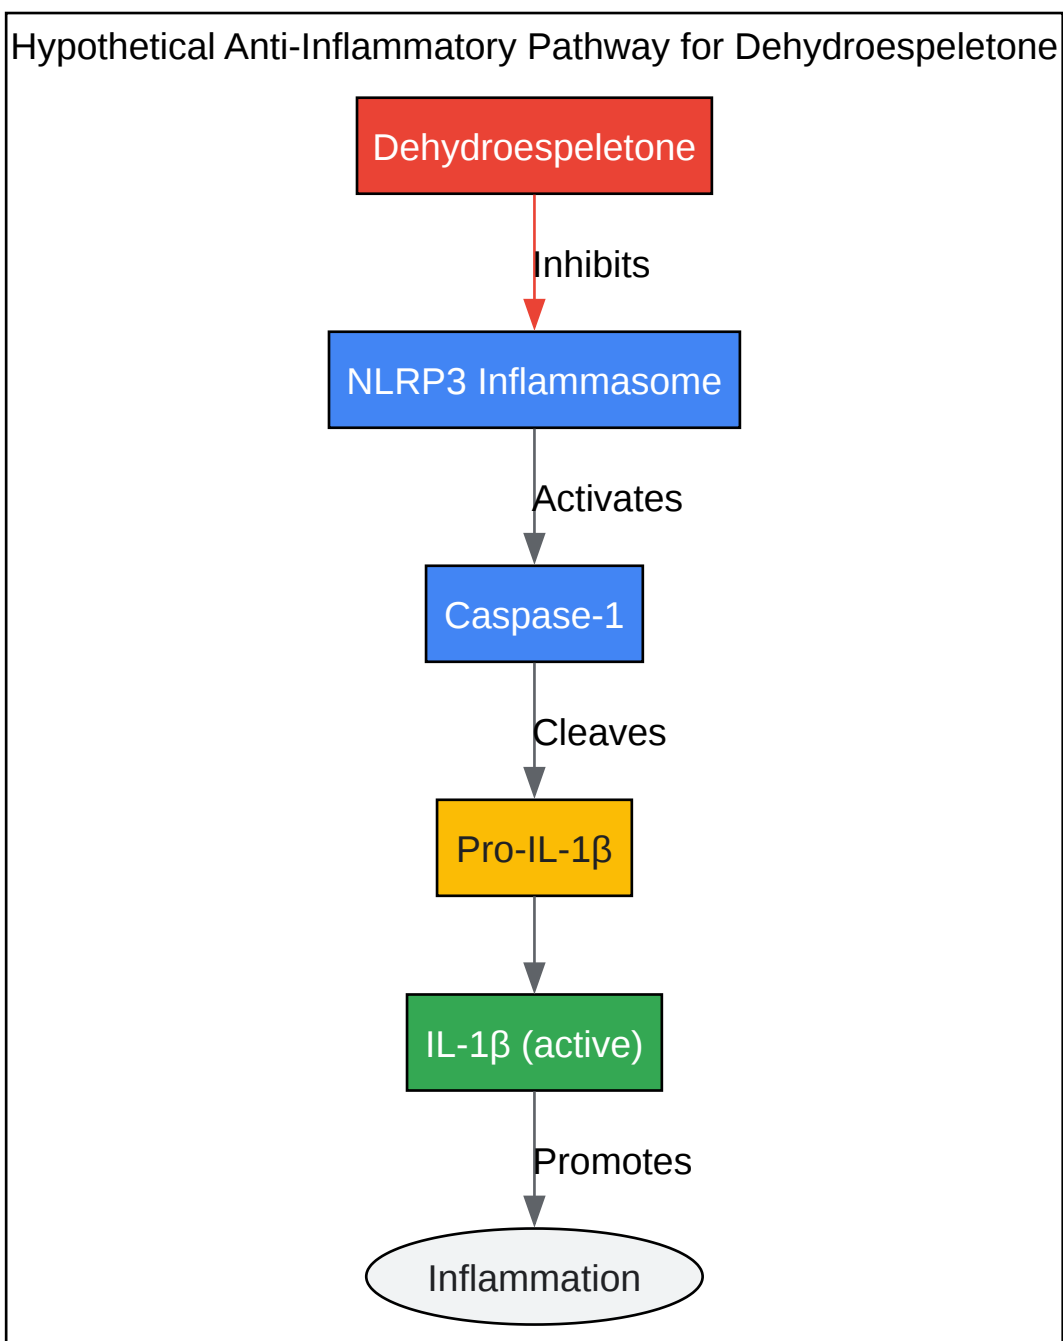 Hypothetical Anti-Inflammatory Pathway for Dehydroespeletone
Dehydroespeletone
Inhibits
NLRP3 Inflammasome
Activates
Caspase-1
Cleaves
Pro-IL-1β
IL-1β (active)
Promotes
Inflammation